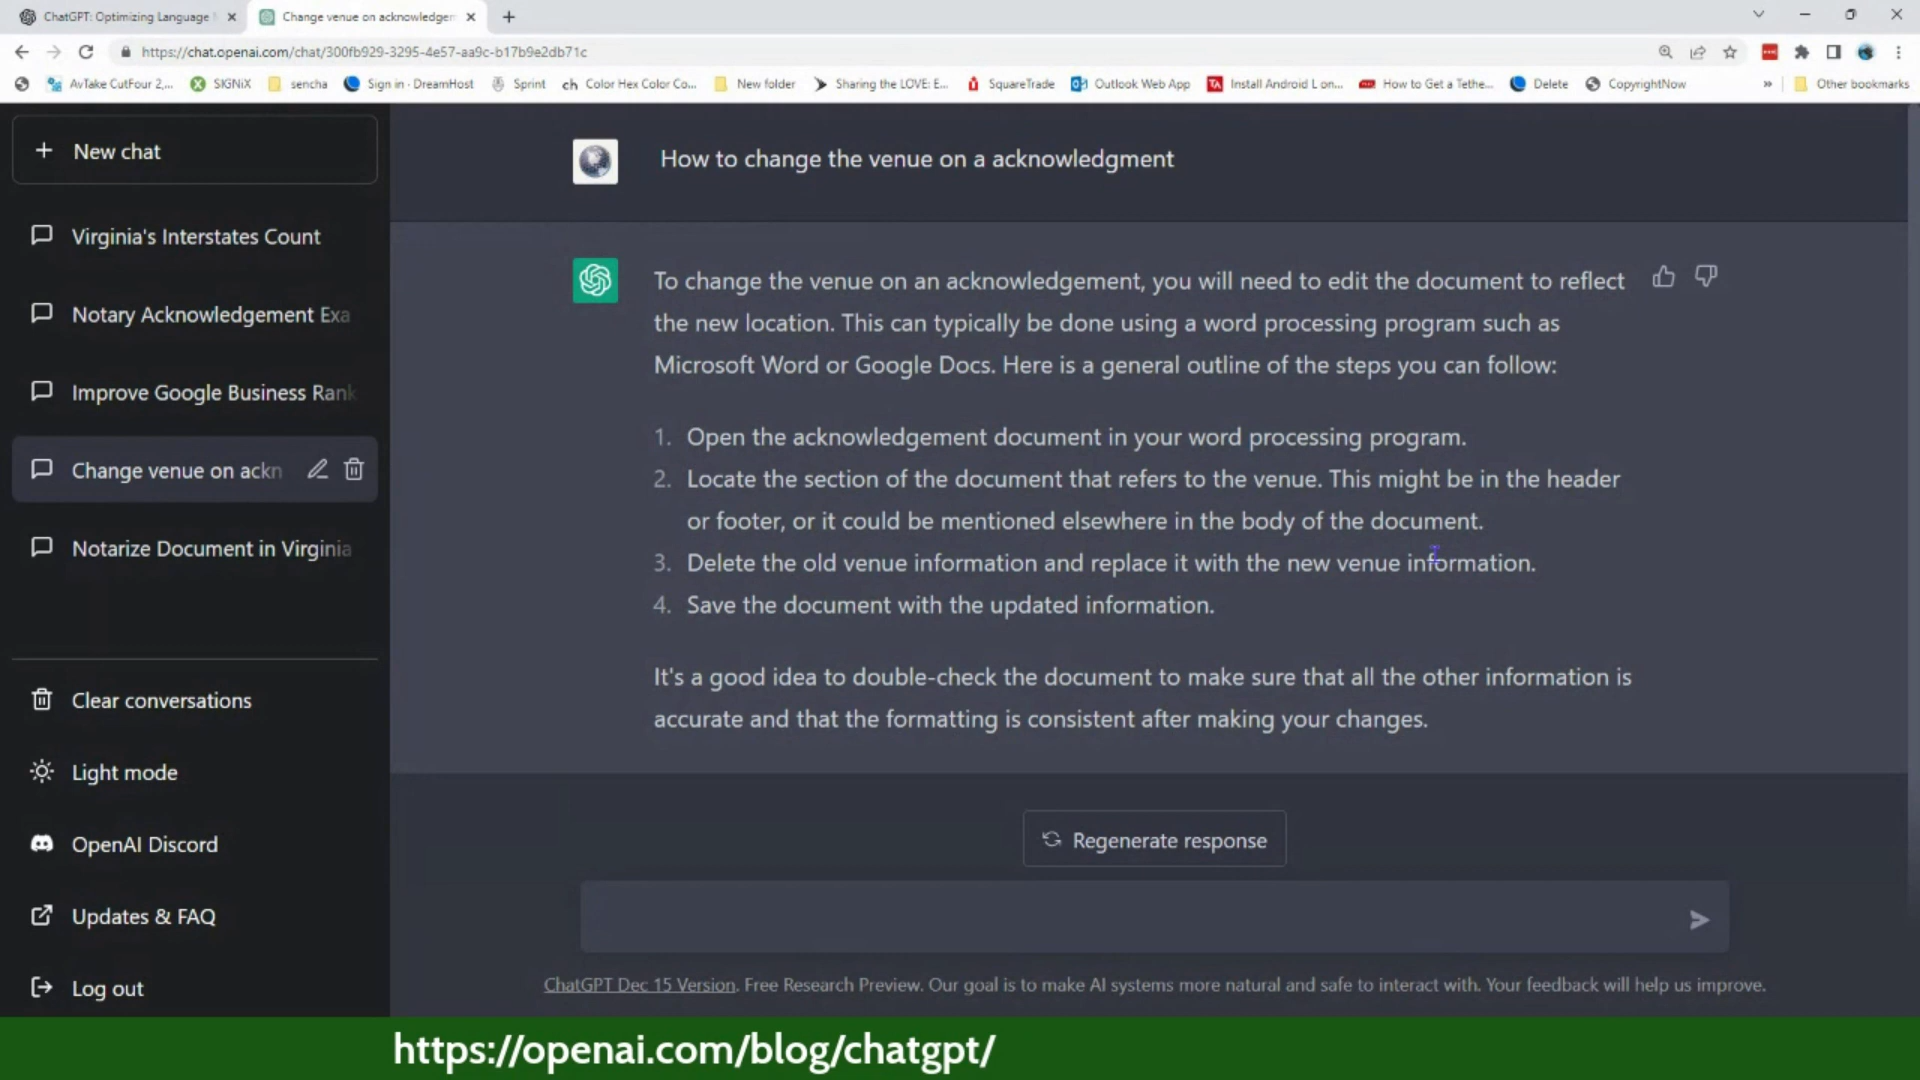 ChatGPT: Optimizing Language
Change venue on acknowledgem
https://chat.openai.com/chat/300fb929-3295-4e57-aa9c-b17b9e2db71c
AvTake CutFour 2,...
SIGNiX
sencha
Sign in - DreamHost
Sprint
ch Color Hex Color Co...
New folder
Sharing the LOVE: E...
SquareTrade
Outlook Web App
Install Android L on...
How to Get a Tethe...
Delete
CopyrightNow
»
Other bookmarks
+ New chat
Virginia's Interstates Count
Notary Acknowledgement Exa
Improve Google Business Rank
Change venue on ackn
Notarize Document in Virginia
Clear conversations
Light mode
OpenAI Discord
Updates & FAQ
Log out
How to change the venue on a acknowledgment
To change the venue on an acknowledgement, you will need to edit the document to reflect
the new location. This can typically be done using a word processing program such as
Microsoft Word or Google Docs. Here is a general outline of the steps you can follow:
1. Open the acknowledgement document in your word processing program.
2. Locate the section of the document that refers to the venue. This might be in the header
or footer, or it could be mentioned elsewhere in the body of the document.
3. Delete the old venue information and replace it with the new venue information.
4. Save the document with the updated information.
It's a good idea to double-check the document to make sure that all the other information is
accurate and that the formatting is consistent after making your changes.
Regenerate response
ChatGPT Dec 15 Version. Free Research Preview. Our goal is to make AI systems more natural and safe to interact with. Your feedback will help us improve.
https://openai.com/blog/chatgpt/